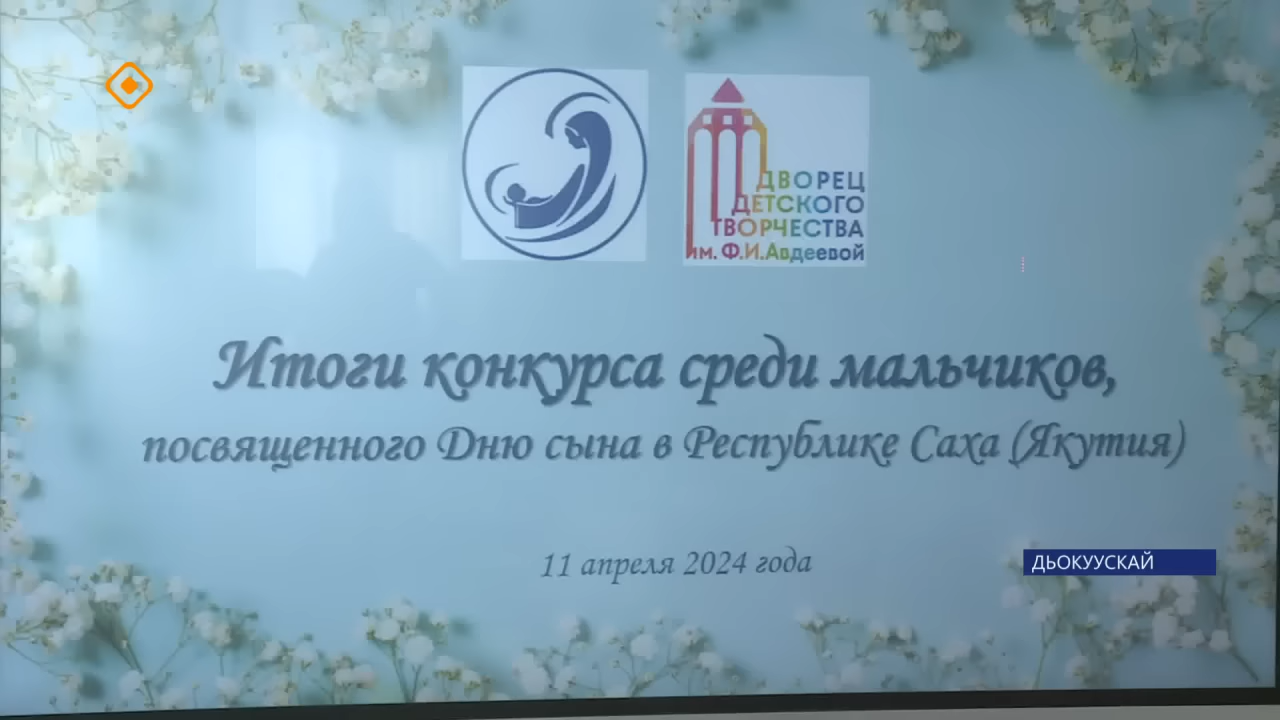 ДВОРЕЦ
ДЕТСКОГО
ТВОРЧЕСТВА
им. Ф.И.Авдеевой
Итоги конкурса среди мальчиков,
посвященного Дню сына в Республике Саха (Якутия)
11 апреля 2024 года
ДЬОКУУСКАЙ